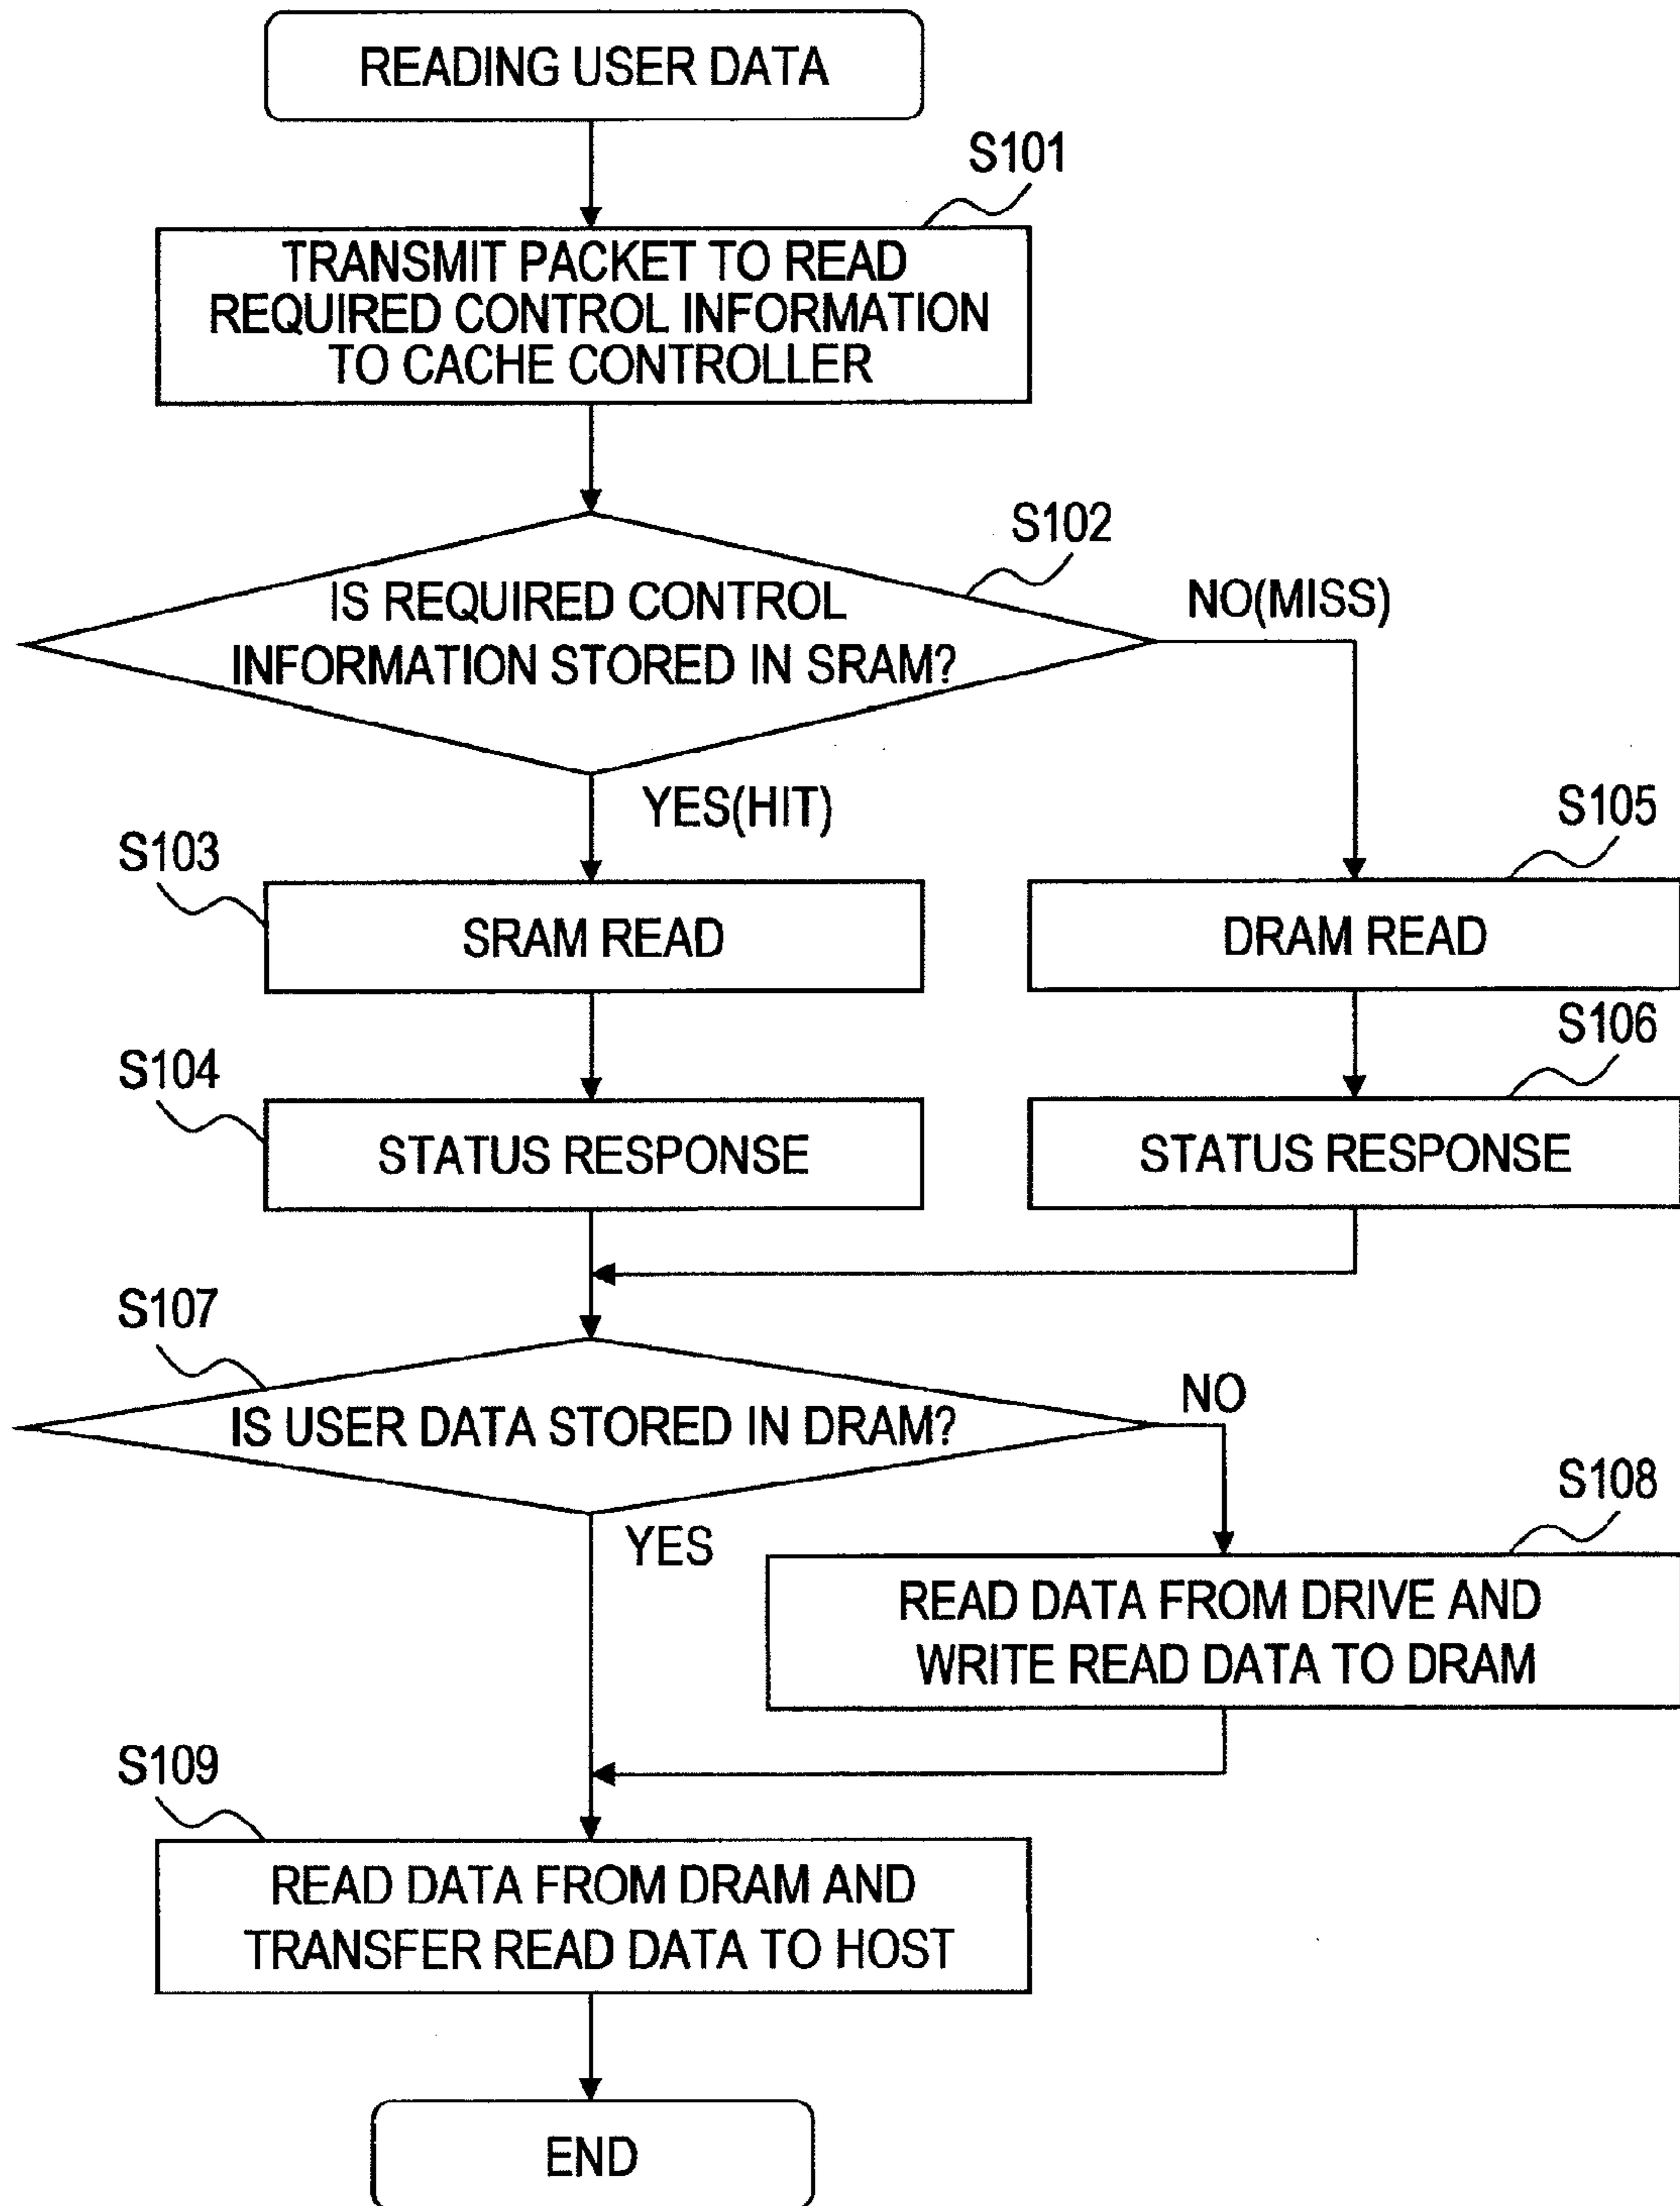 READING USER DATA
S101
TRANSMIT PACKET TO READ
REQUIRED CONTROL INFORMATION
TO CACHE CONTROLLER
S102
IS REQUIRED CONTROL
INFORMATION STORED IN SRAM?
NO(MISS)
YES(HIT)
S103
SRAM READ
S105
DRAM READ
S104
STATUS RESPONSE
S106
STATUS RESPONSE
S107
IS USER DATA STORED IN DRAM?
NO
YES
S108
READ DATA FROM DRIVE AND
WRITE READ DATA TO DRAM
S109
READ DATA FROM DRAM AND
TRANSFER READ DATA TO HOST
END